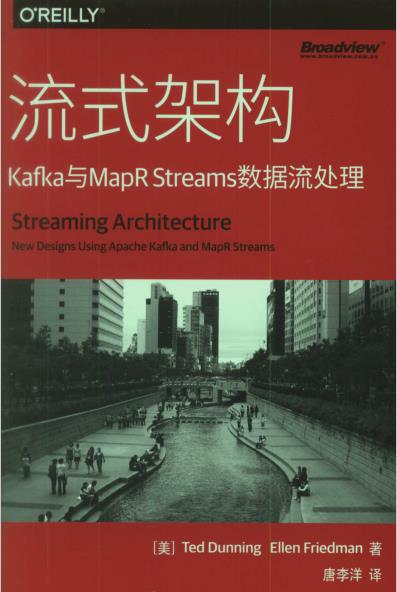 O'REILLY®
Broadview®
www.broadview.com.cn
流式架构
Kafka与MapR Streams数据流处理
Streaming Architecture
New Designs Using Apache Kafka and MapR Streams
[美] Ted Dunning Ellen Friedman 著
唐李洋 译